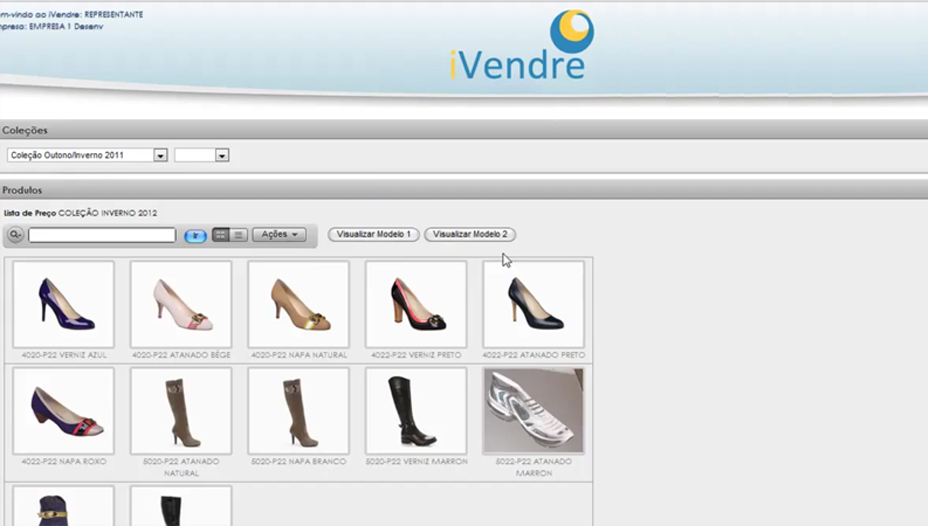 m-vindo ao iVendre: REPRESENTANTE
mpresa: EMPRESA 1 Desenv
iVendre
Coleções
Coleção Outono/Inverno 2011
Produtos
Lista de Preço COLEÇÃO INVERNO 2012
Ir Ações Visualizar Modelo 1 Visualizar Modelo 2
4020-P22 VERNIZ AZUL 4020-P22 ATANADO BÉGE 4020-P22 NAPA NATURAL 4022-P22 VERNIZ PRETO 4022-P22 ATANADO PRETO
4022-P22 NAPA ROXO 5020-P22 ATANADO NATURAL 5020-P22 NAPA BRANCO 5020-P22 VERNIZ MARRON 5022-P22 ATANADO MARRON